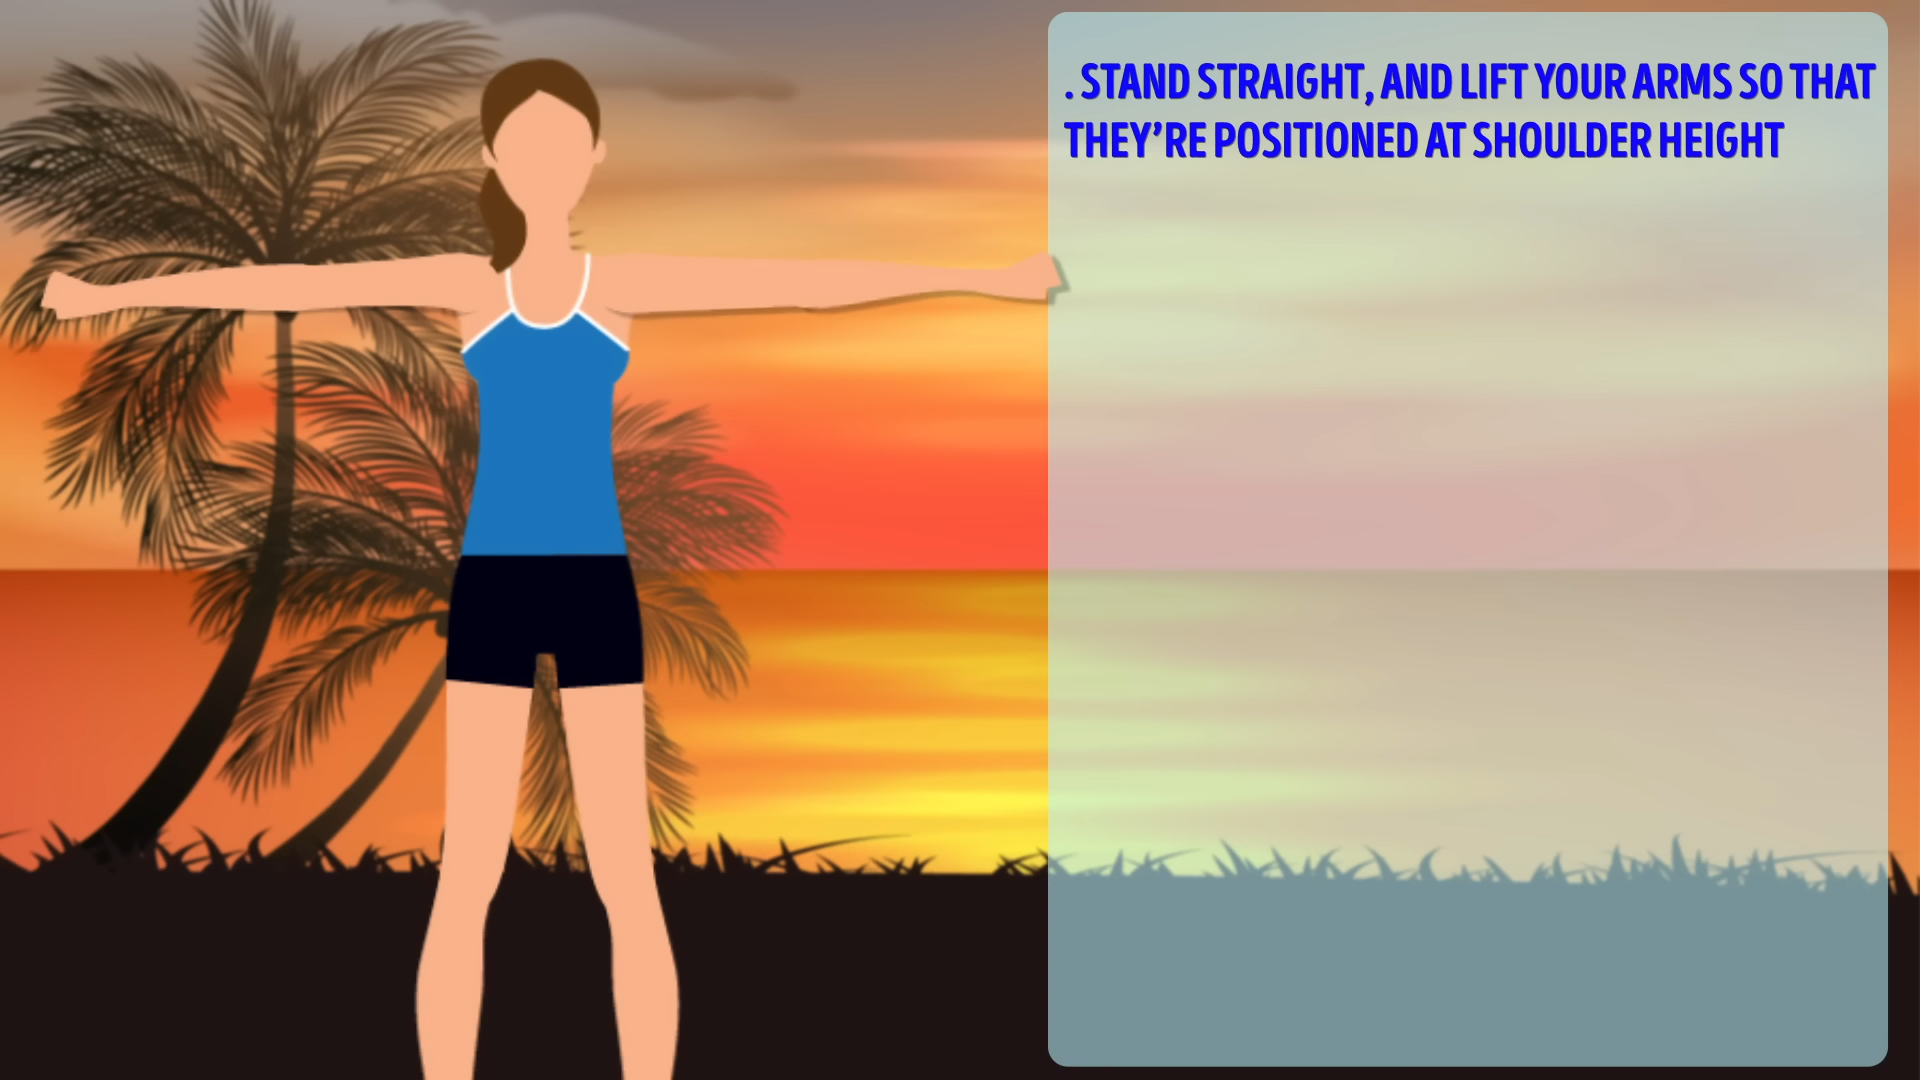 . STAND STRAIGHT, AND LIFT YOUR ARMS SO THAT
THEY’RE POSITIONED AT SHOULDER HEIGHT